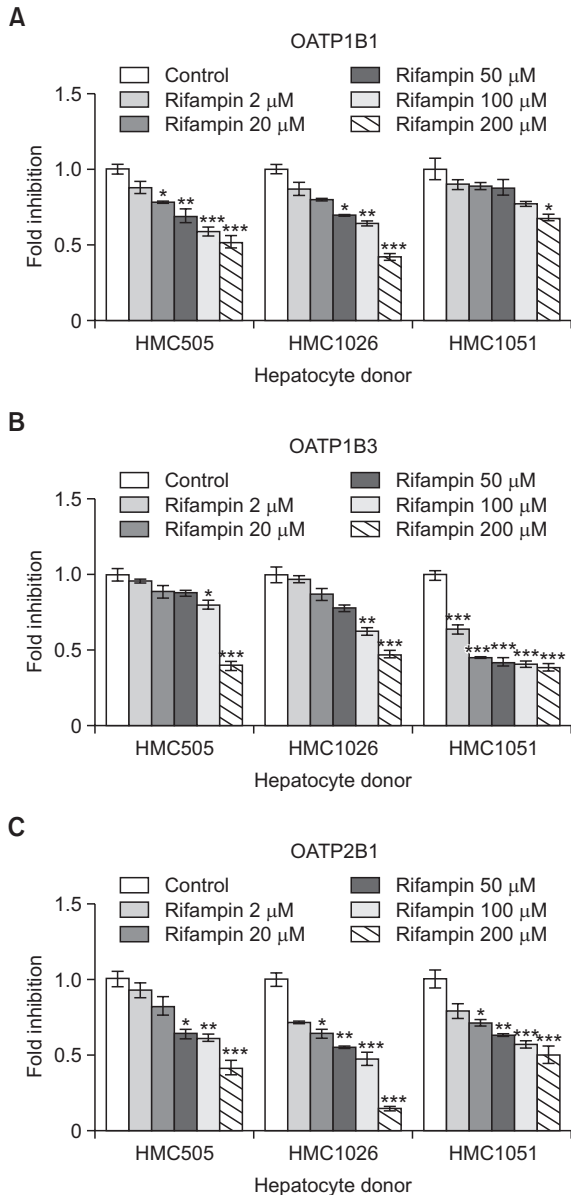 A
OATP1B1
Control Rifampin 50 μM
Rifampin 2 μM Rifampin 100 μM
Rifampin 20 μM Rifampin 200 μM
1.5
1.0
0.5
0
Fold inhibition
* ** *** ***
* ** ***
*
HMC505 HMC1026 HMC1051
Hepatocyte donor
B
OATP1B3
Control Rifampin 50 μM
Rifampin 2 μM Rifampin 100 μM
Rifampin 20 μM Rifampin 200 μM
1.5
1.0
0.5
0
Fold inhibition
* ***
** ***
*** *** *** *** ***
HMC505 HMC1026 HMC1051
Hepatocyte donor
C
OATP2B1
Control Rifampin 50 μM
Rifampin 2 μM Rifampin 100 μM
Rifampin 20 μM Rifampin 200 μM
1.5
1.0
0.5
0
Fold inhibition
* ** ***
* ** *** ***
* ** *** ***
HMC505 HMC1026 HMC1051
Hepatocyte donor